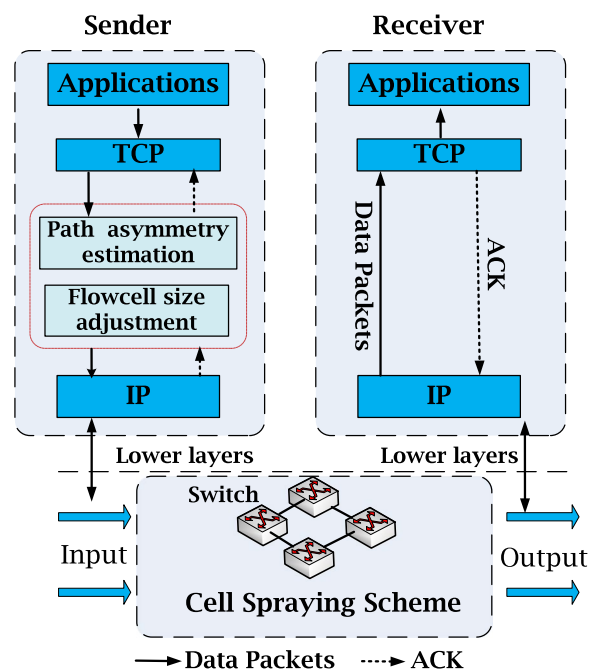 Sender
Receiver
Applications
Applications
TCP
TCP
Path asymmetry
estimation
Flowcell size
adjustment
Data Packets
ACK
IP
IP
Lower layers
Lower layers
Switch
Input
Output
Cell Spraying Scheme
Data Packets
ACK